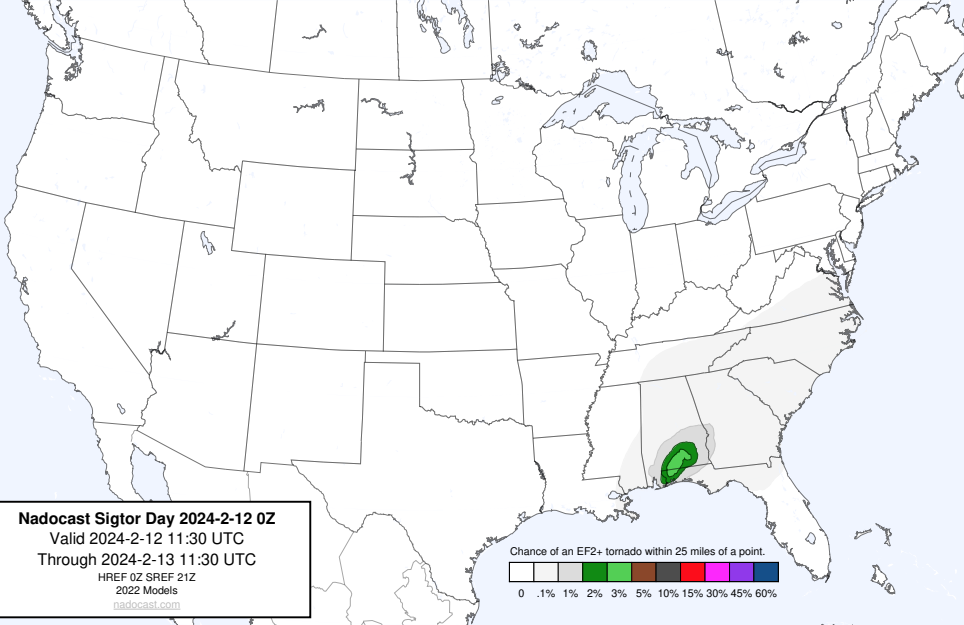 Nadocast Sigtor Day 2024-2-12 0Z
Valid 2024-2-12 11:30 UTC
Through 2024-2-13 11:30 UTC
HREF 0Z SREF 21Z
2022 Models
nadocast.com
Chance of an EF2+ tornado within 25 miles of a point.
0 .1% 1% 2% 3% 5% 10% 15% 30% 45% 60%